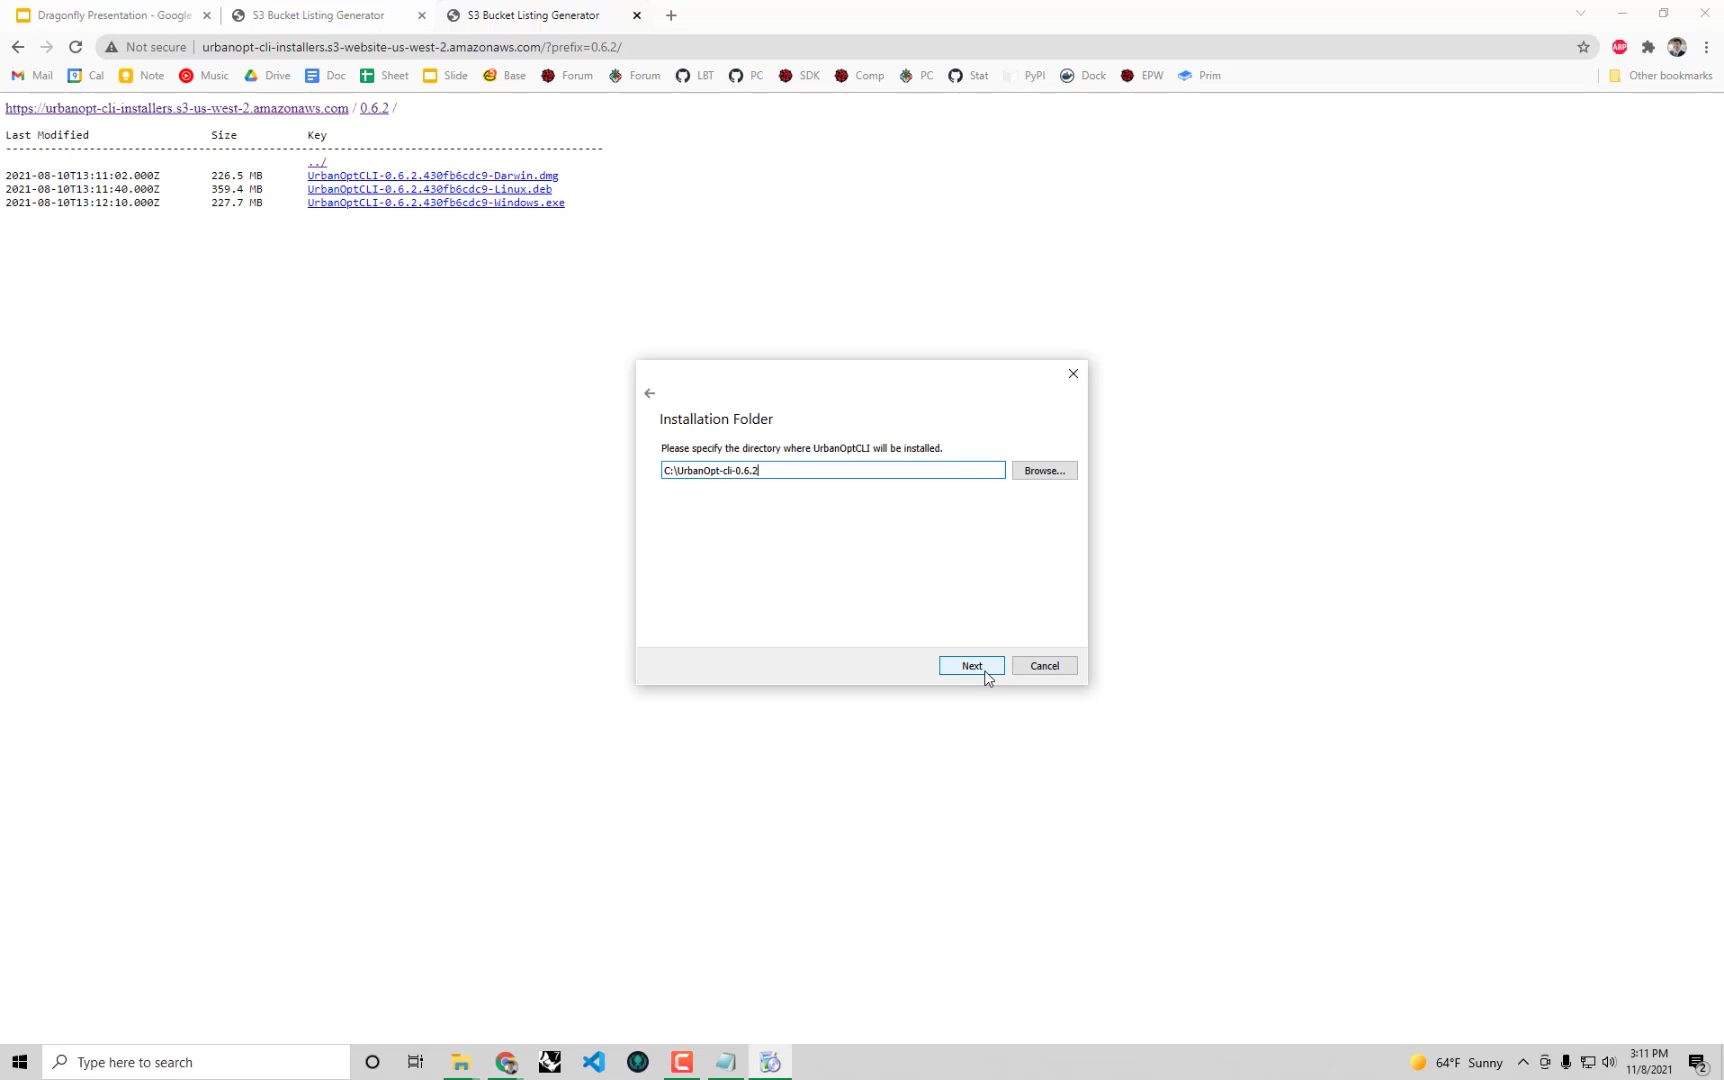 Dragonfly Presentation - Google
S3 Bucket Listing Generator
S3 Bucket Listing Generator
Not secure
urbanopt-cli-installers.s3-website-us-west-2.amazonaws.com/?prefix=0.6.2/
ABP
Mail Cal Note Music Drive Doc Sheet Slide Base Forum Forum LBT PC SDK Comp PC Stat PyPI Dock EPW Prim Other bookmarks
https://urbanopt-cli-installers.s3-us-west-2.amazonaws.com / 0.6.2 /
Last Modified Size Key
../
2021-08-10T13:11:02.000Z 226.5 MB UrbanOptCLI-0.6.2.430fb6cdc9-Darwin.dmg
2021-08-10T13:11:40.000Z 359.4 MB UrbanOptCLI-0.6.2.430fb6cdc9-Linux.deb
2021-08-10T13:12:10.000Z 227.7 MB UrbanOptCLI-0.6.2.430fb6cdc9-Windows.exe
Installation Folder
Please specify the directory where UrbanOptCLI will be installed.
C:\UrbanOpt-cli-0.6.2
Browse...
Next
Cancel
Type here to search
64°F Sunny
3:11 PM
11/8/2021
2